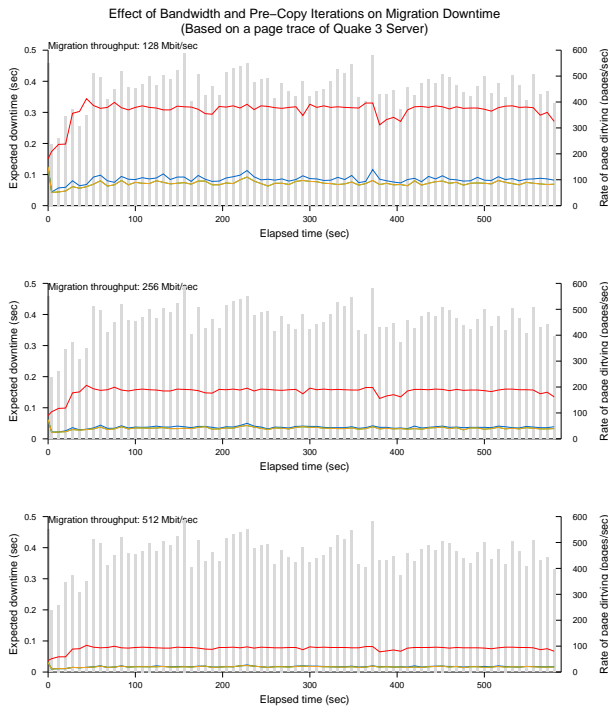 Effect of Bandwidth and Pre−Copy Iterations on Migration Downtime
(Based on a page trace of Quake 3 Server)
Migration throughput: 128 Mbit/sec
Expected downtime (sec)
0.5
0.4
0.3
0.2
0.1
0
600
500
400
300
200
100
0
Rate of page dirtying (pages/sec)
0 100 200 300 400 500
Elapsed time (sec)
Migration throughput: 256 Mbit/sec
Expected downtime (sec)
0.5
0.4
0.3
0.2
0.1
0
600
500
400
300
200
100
0
Rate of page dirtying (pages/sec)
0 100 200 300 400 500
Elapsed time (sec)
Migration throughput: 512 Mbit/sec
Expected downtime (sec)
0.5
0.4
0.3
0.2
0.1
0
600
500
400
300
200
100
0
Rate of page dirtying (pages/sec)
0 100 200 300 400 500
Elapsed time (sec)